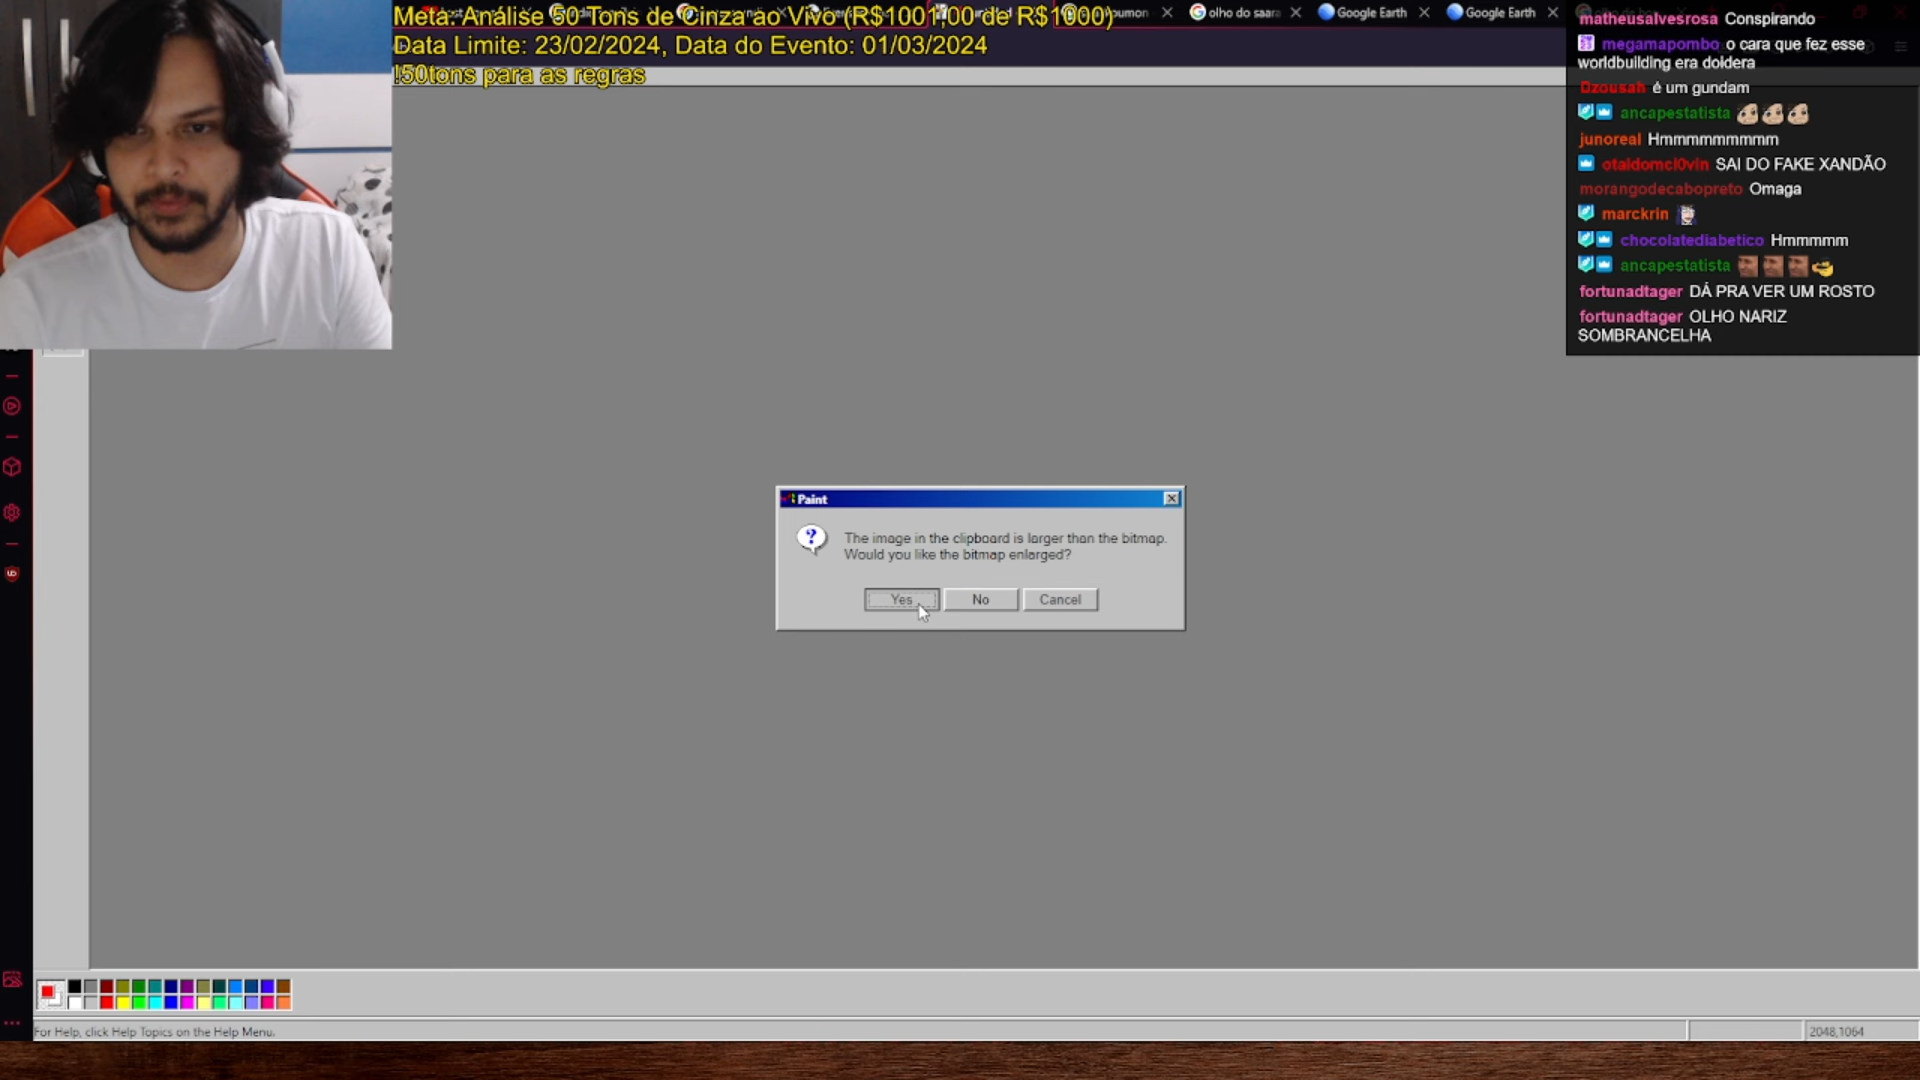 Meta: Análise 50 Tons de Cinza ao Vivo (R$1001,00 de R$1000)
Data Limite: 23/02/2024, Data do Evento: 01/03/2024
!50tons para as regras
olho do saara
Google Earth
Google Earth
matheusalvesrosa Conspirando
megamapombo o cara que fez esse
worldbuilding era doidera
Dzousah é um gundam
ancapestatista
junoreal Hmmmmmmmmm
otaldomcl0vin SAI DO FAKE XANDÃO
morangodecabopreto Omaga
marckrin
chocolatediabetico Hmmmmm
ancapestatista
fortunadtager DÁ PRA VER UM ROSTO
fortunadtager OLHO NARIZ
SOMBRANCELHA
Paint
The image in the clipboard is larger than the bitmap.
Would you like the bitmap enlarged?
Yes
No
Cancel
For Help, click Help Topics on the Help Menu.
2048,1064